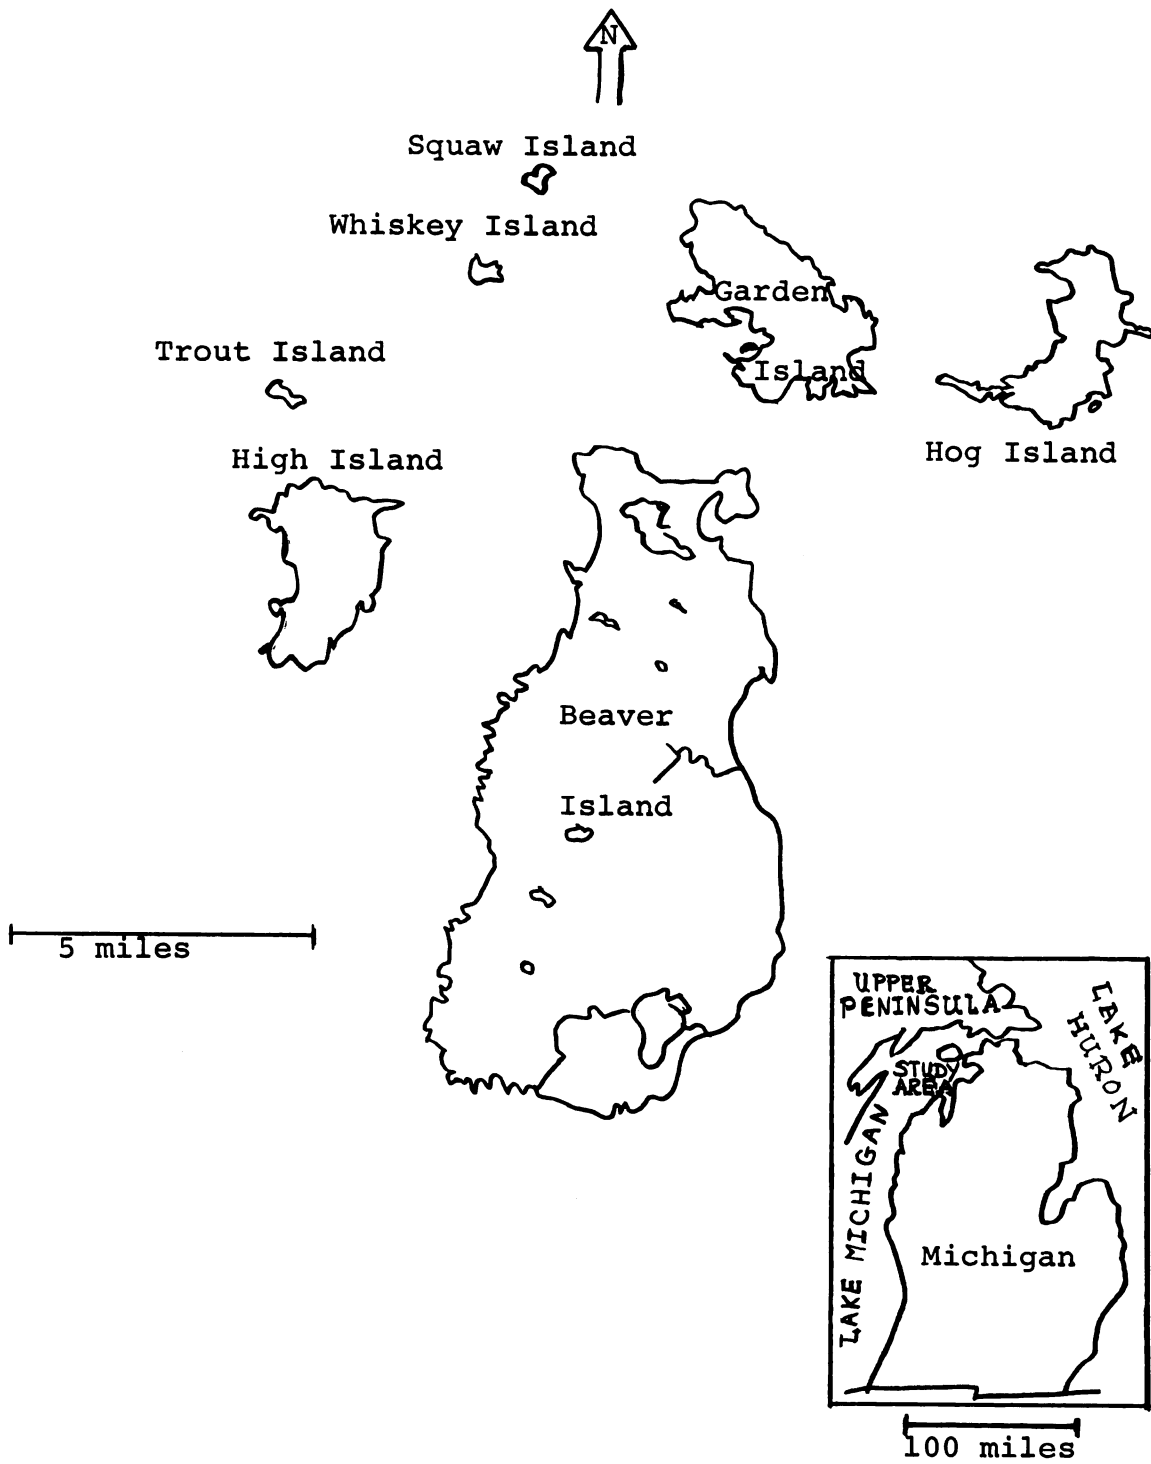 N
Squaw Island
Whiskey Island
Garden
Island
Trout Island
High Island
Hog Island
Beaver
Island
5 miles
UPPER
PENINSULA
LAKE
HURON
STUDY
AREA
LAKE MICHIGAN
Michigan
100 miles